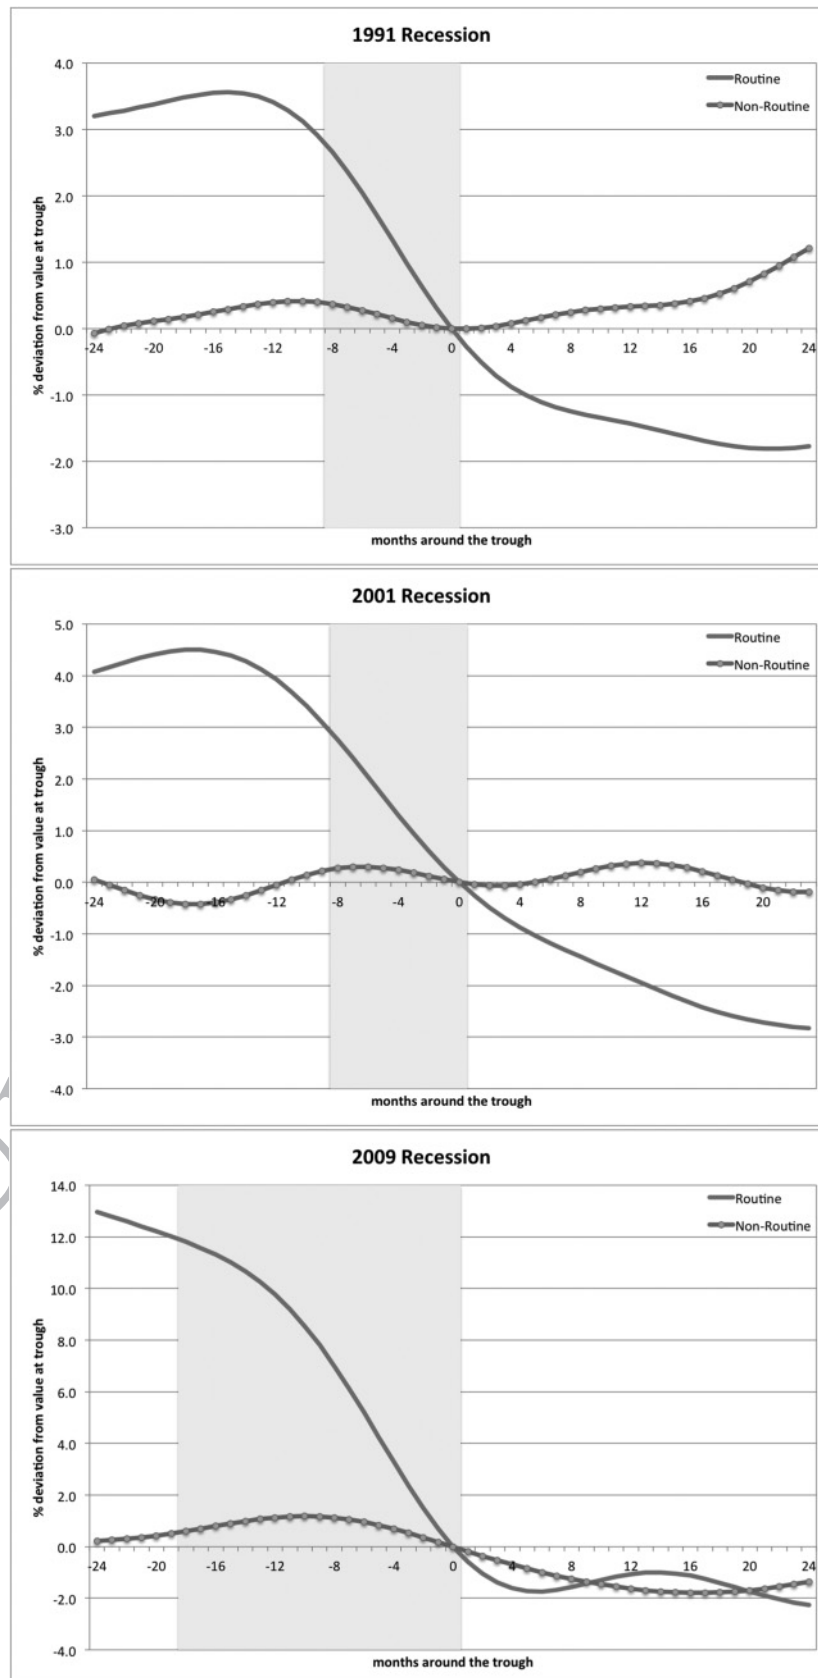 1991 Recession
4.0
3.0
2.0
1.0
0.0
-1.0
-2.0
-3.0
-24 -20 -16 -12 -8 -4 0 4 8 12 16 20 24
% deviation from value at trough
months around the trough
Routine
Non-Routine
2001 Recession
5.0
4.0
3.0
2.0
1.0
0.0
-1.0
-2.0
-3.0
-4.0
-24 -20 -16 -12 -8 -4 0 4 8 12 16 20
% deviation from value at trough
months around the trough
Routine
Non-Routine
2009 Recession
14.0
12.0
10.0
8.0
6.0
4.0
2.0
0.0
-2.0
-4.0
-24 -20 -16 -12 -8 -4 0 4 8 12 16 20 24
% deviation from value at trough
months around the trough
Routine
Non-Routine